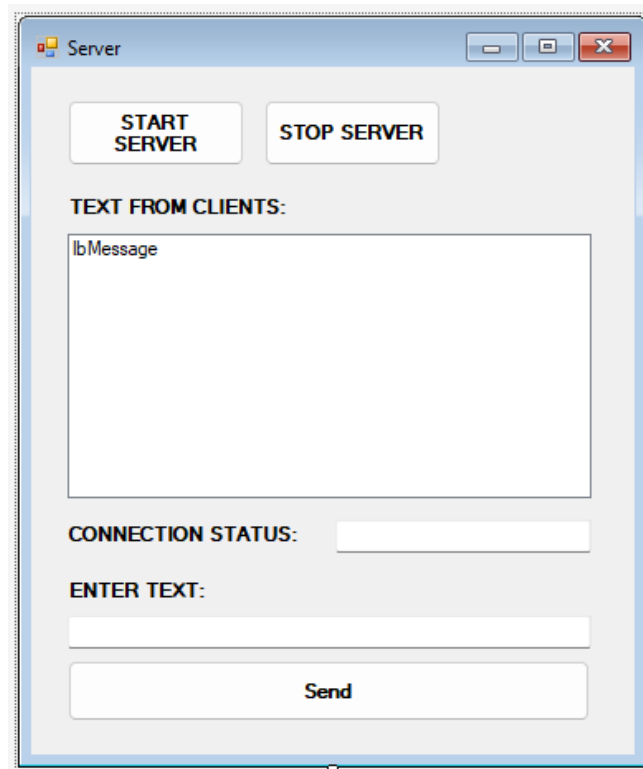 Server
START
SERVER
STOP SERVER
TEXT FROM CLIENTS:
lbMessage
CONNECTION STATUS:
ENTER TEXT:
Send